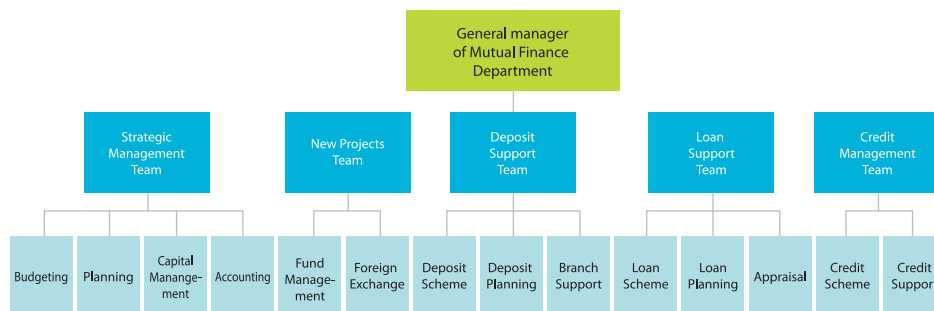 General manager
of Mutual Finance
Department
Strategic
Management
Team
New Projects
Team
Deposit
Support
Team
Loan
Support
Team
Credit
Management
Team
Budgeting
Planning
Capital
Manange-
ment
Accounting
Fund
Manage-
ment
Foreign
Exchange
Deposit
Scheme
Deposit
Planning
Branch
Support
Loan
Scheme
Loan
Planning
Appraisal
Credit
Scheme
Credit
Support